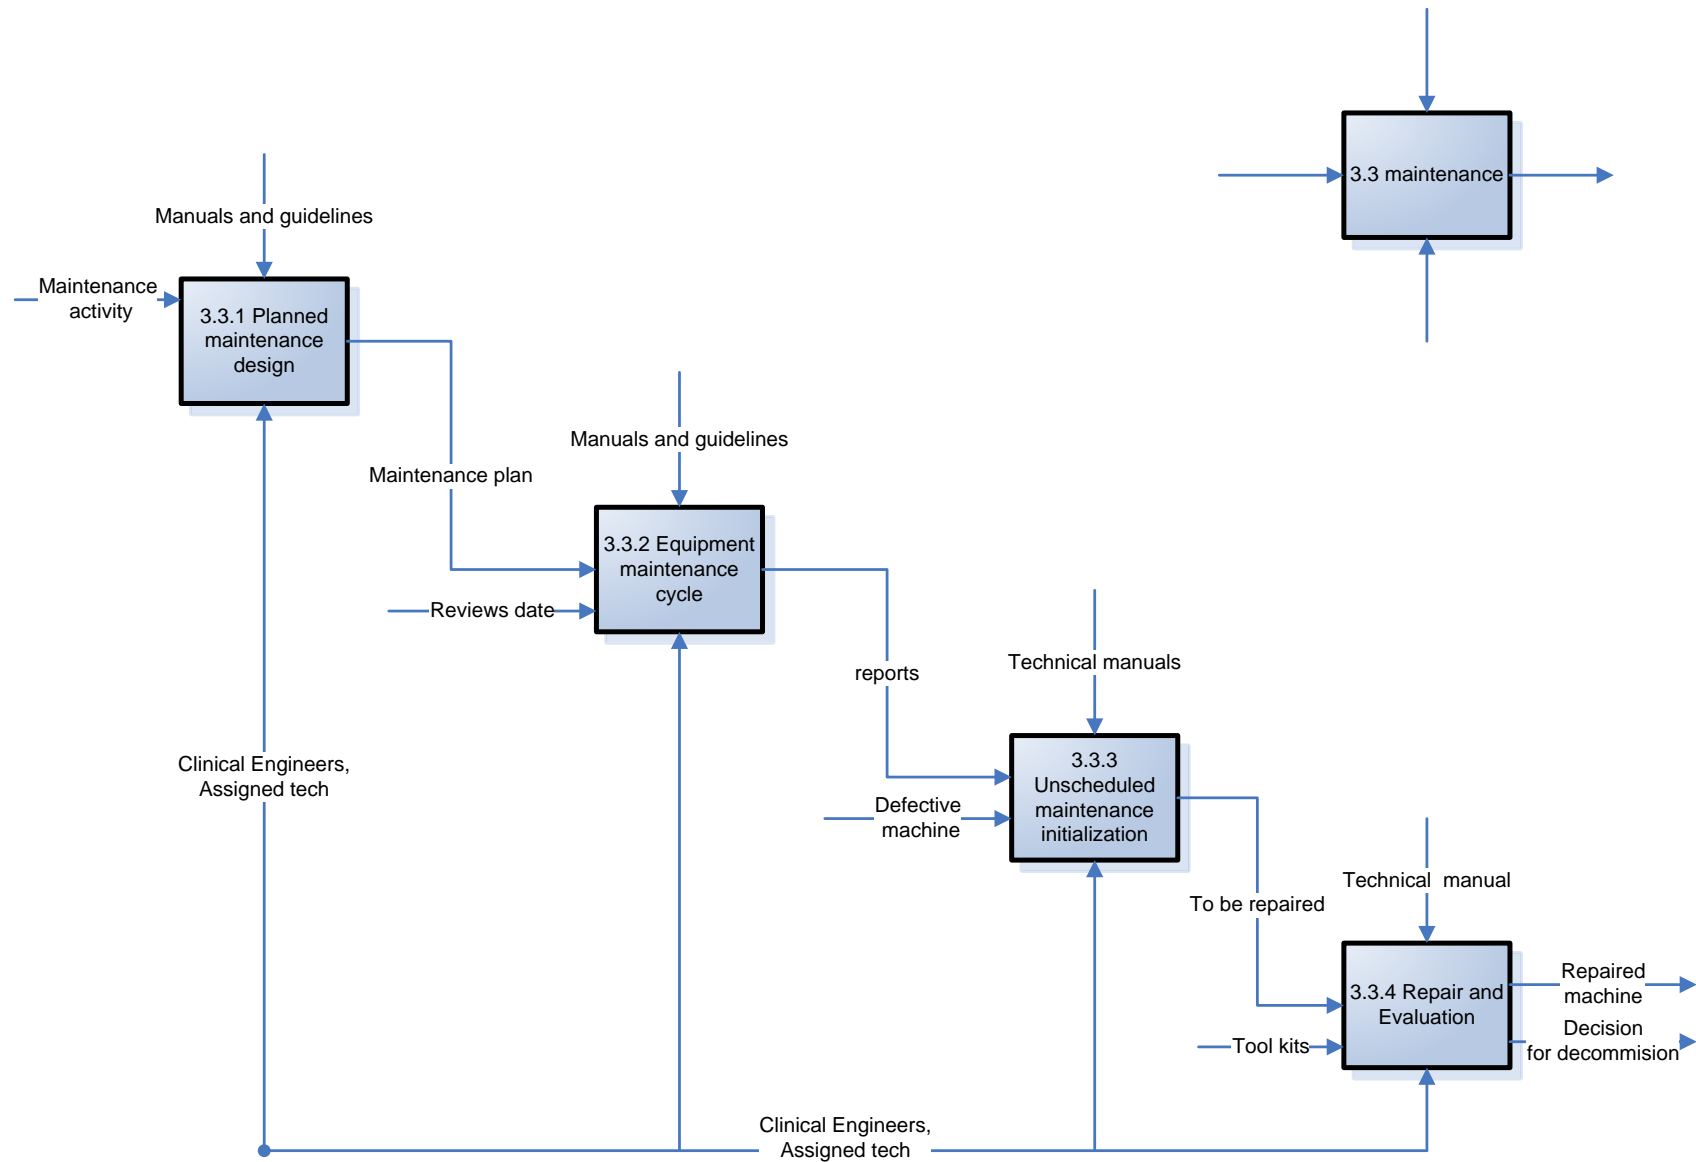 3.3 maintenance
Manuals and guidelines
Maintenance
activity
3.3.1 Planned
maintenance
design
Manuals and guidelines
Maintenance plan
3.3.2 Equipment
maintenance
cycle
Reviews date
Technical manuals
reports
Clinical Engineers,
Assigned tech
3.3.3
Unscheduled
maintenance
initialization
Defective
machine
Technical  manual
To be repaired
3.3.4 Repair and
Evaluation
Repaired
machine
Decision
for decommision
Tool kits
Clinical Engineers,
Assigned tech